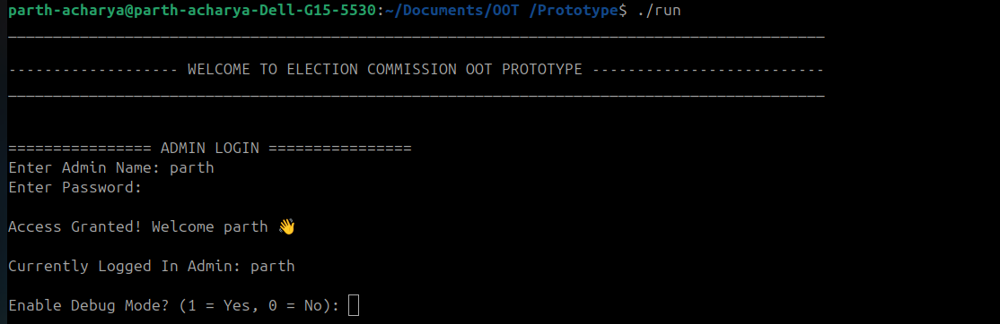 parth-acharya@parth-acharya-Dell-G15-5530:~/Documents/OOT /Prototype$ ./run
___________________________________________________________________________________________
------------------- WELCOME TO ELECTION COMMISSION OOT PROTOTYPE --------------------------
___________________________________________________________________________________________
================ ADMIN LOGIN ================
Enter Admin Name: parth
Enter Password:
Access Granted! Welcome parth 👋
Currently Logged In Admin: parth
Enable Debug Mode? (1 = Yes, 0 = No):